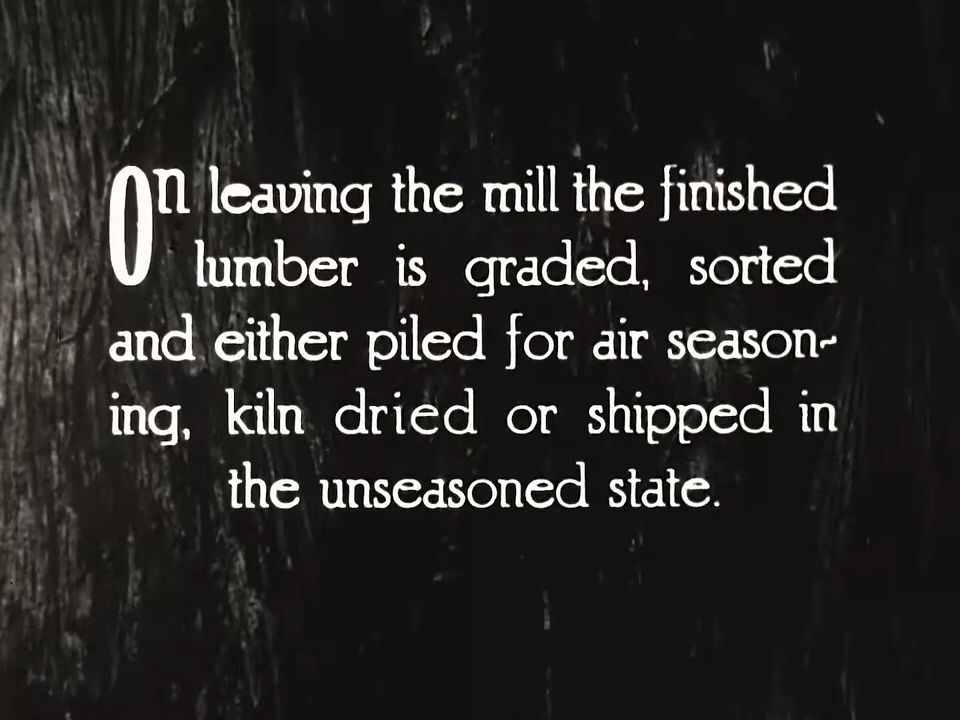 On leaving the mill the finished
lumber is graded, sorted
and either piled for air season-
ing, kiln dried or shipped in
the unseasoned state.